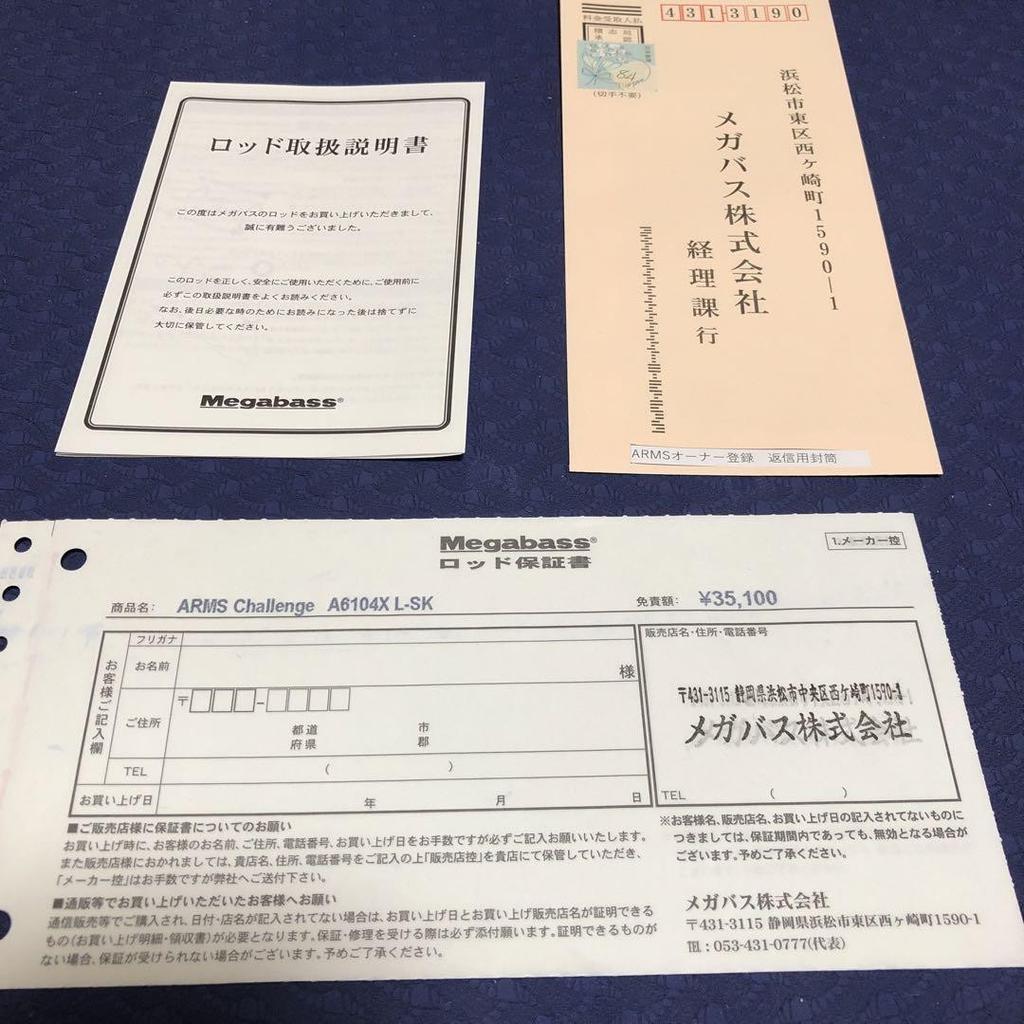 ロッド取扱説明書
この度はメガバスのロッドをお買い上げいただきまして、
誠に有難うございました。
このロッドを正しく、安全にご使用いただくために、ご使用前に
必ずこの取扱説明書をよくお読みください。
なお、後日必要な時のためにお読みになった後は捨てずに
大切に保管してください。
Megabass®
4313190
料金受取人払
84
(切手不要)
浜松市東区西ヶ崎町1590-1
メガバス株式会社
経理課 行
ARMSオーナー登録 返信用封筒
Megabass®
ロッド保証書
1.メーカー控
商品名: ARMS Challenge A6104X L-SK
免責額: ¥35,100
お客様ご記入欄
フリガナ
お名前
様
ご住所
〒
都道
府県
市
郡
TEL ( )
お買い上げ日 年 月 日
販売店名・住所・電話番号
〒431-3115 静岡県浜松市中央区西ケ崎町1590-1
メガバス株式会社
TEL ( )
■ご販売店様に保証書についてのお願い
お買い上げ時に、お客様のお名前、ご住所、電話番号、お買い上げ日をお手数ですが必ずご記入お願いいたします。
また販売店様におかれましては、貴店名、住所、電話番号をご記入の上「販売店控」を貴店にて保管していただき、
「メーカー控」はお手数ですが弊社へご送付下さい。
■通販等でお買い上げいただいたお客様へお願い
通信販売等でご購入され、日付・店名が記入されてない場合は、お買い上げ日とお買い上げ販売店名が証明できる
もの(お買い上げ明細・領収書)が必要となります。保証・修理を受ける際は必ず添付願います。証明できるものが
ない場合、保証が受けられない場合がございます。予めご了承ください。
※お客様名、販売店名、お買い上げ日の記入されてないものに
つきましては、保証期間内であっても、無効となる場合が
ございます。予めご了承ください。
メガバス株式会社
〒431-3115 静岡県浜松市東区西ヶ崎町1590-1
TEL:053-431-0777(代表)